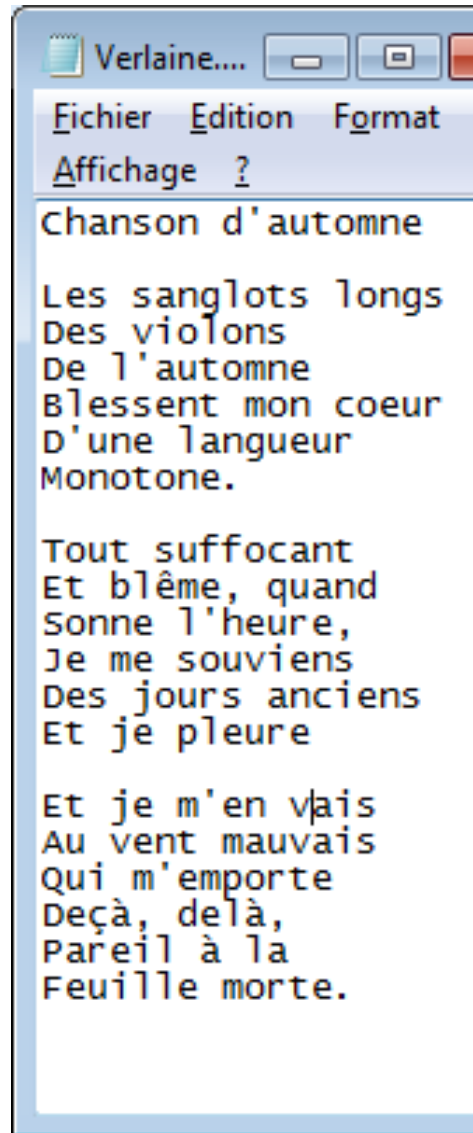 Verlaine....
Fichier Edition Format
Affichage ?
Chanson d'automne
Les sanglots longs
Des violons
De l'automne
Blessent mon coeur
D'une langueur
Monotone.
Tout suffocant
Et blême, quand
Sonne l'heure,
Je me souviens
Des jours anciens
Et je pleure
Et je m'en vais
Au vent mauvais
Qui m'emporte
Deçà, delà,
Pareil à la
Feuille morte.